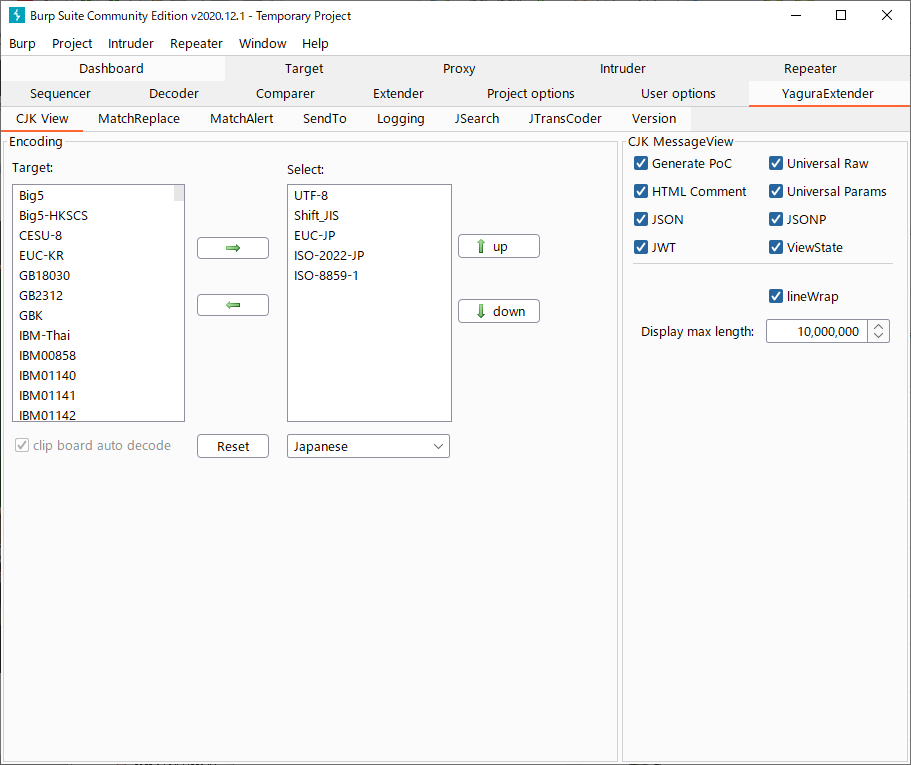 Burp Suite Community Edition v2020.12.1 - Temporary Project
Burp Project Intruder Repeater Window Help
Dashboard Target Proxy Intruder Repeater
Sequencer Decoder Comparer Extender Project options User options YaguraExtender
CJK View MatchReplace MatchAlert SendTo Logging JSearch JTransCoder Version
Encoding
Target:
Big5
Big5-HKSCS
CESU-8
EUC-KR
GB18030
GB2312
GBK
IBM-Thai
IBM00858
IBM01140
IBM01141
IBM01142
clip board auto decode
Reset
Select:
UTF-8
Shift_JIS
EUC-JP
ISO-2022-JP
ISO-8859-1
Japanese
up
down
CJK MessageView
Generate PoC Universal Raw
HTML Comment Universal Params
JSON JSONP
JWT ViewState
lineWrap
Display max length: 10,000,000